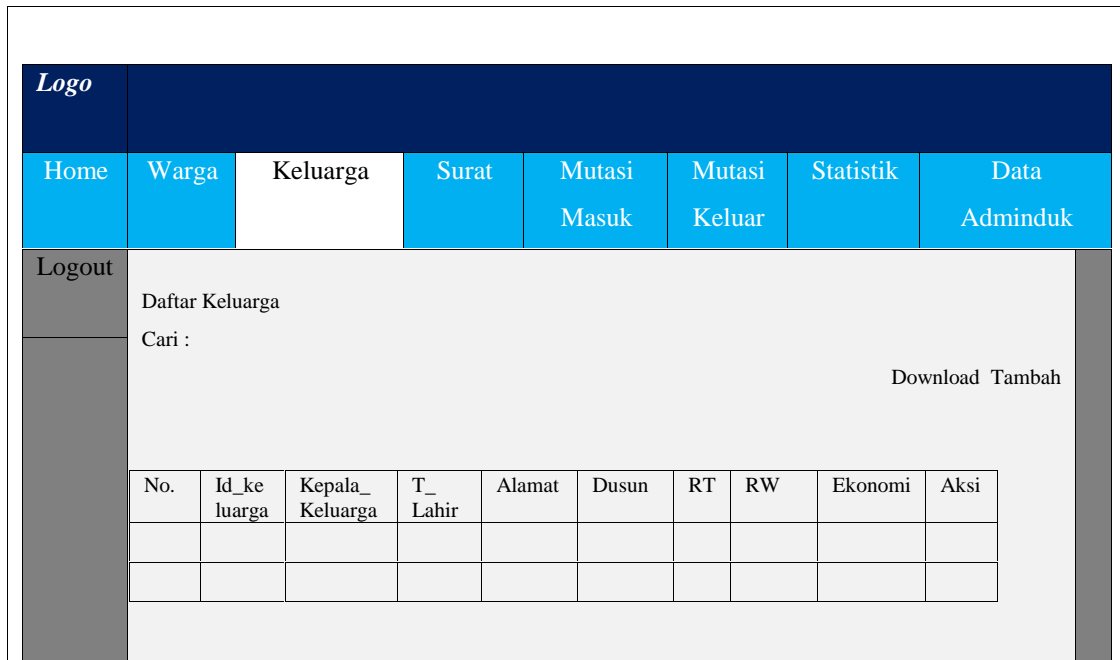 Logo
Home Warga Keluarga Surat Mutasi Masuk Mutasi Keluar Statistik Data Adminduk
Logout
Daftar Keluarga
Cari :
Download Tambah
No. Id_ke luarga Kepala_ Keluarga T_ Lahir Alamat Dusun RT RW Ekonomi Aksi